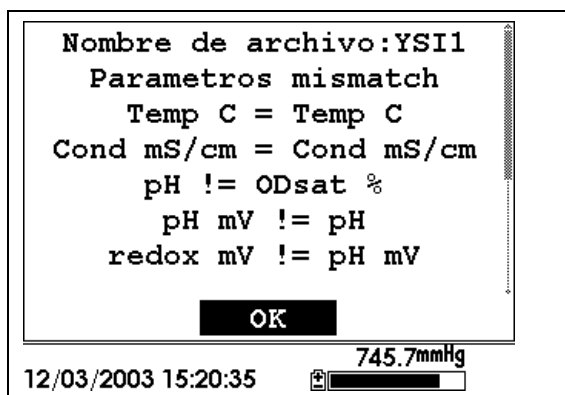 Nombre de archivo:YSI1
Parametros mismatch
Temp C = Temp C
Cond mS/cm = Cond mS/cm
pH != ODsat %
pH mV != pH
redox mV != pH mV
OK
745.7mmHg
12/03/2003 15:20:35